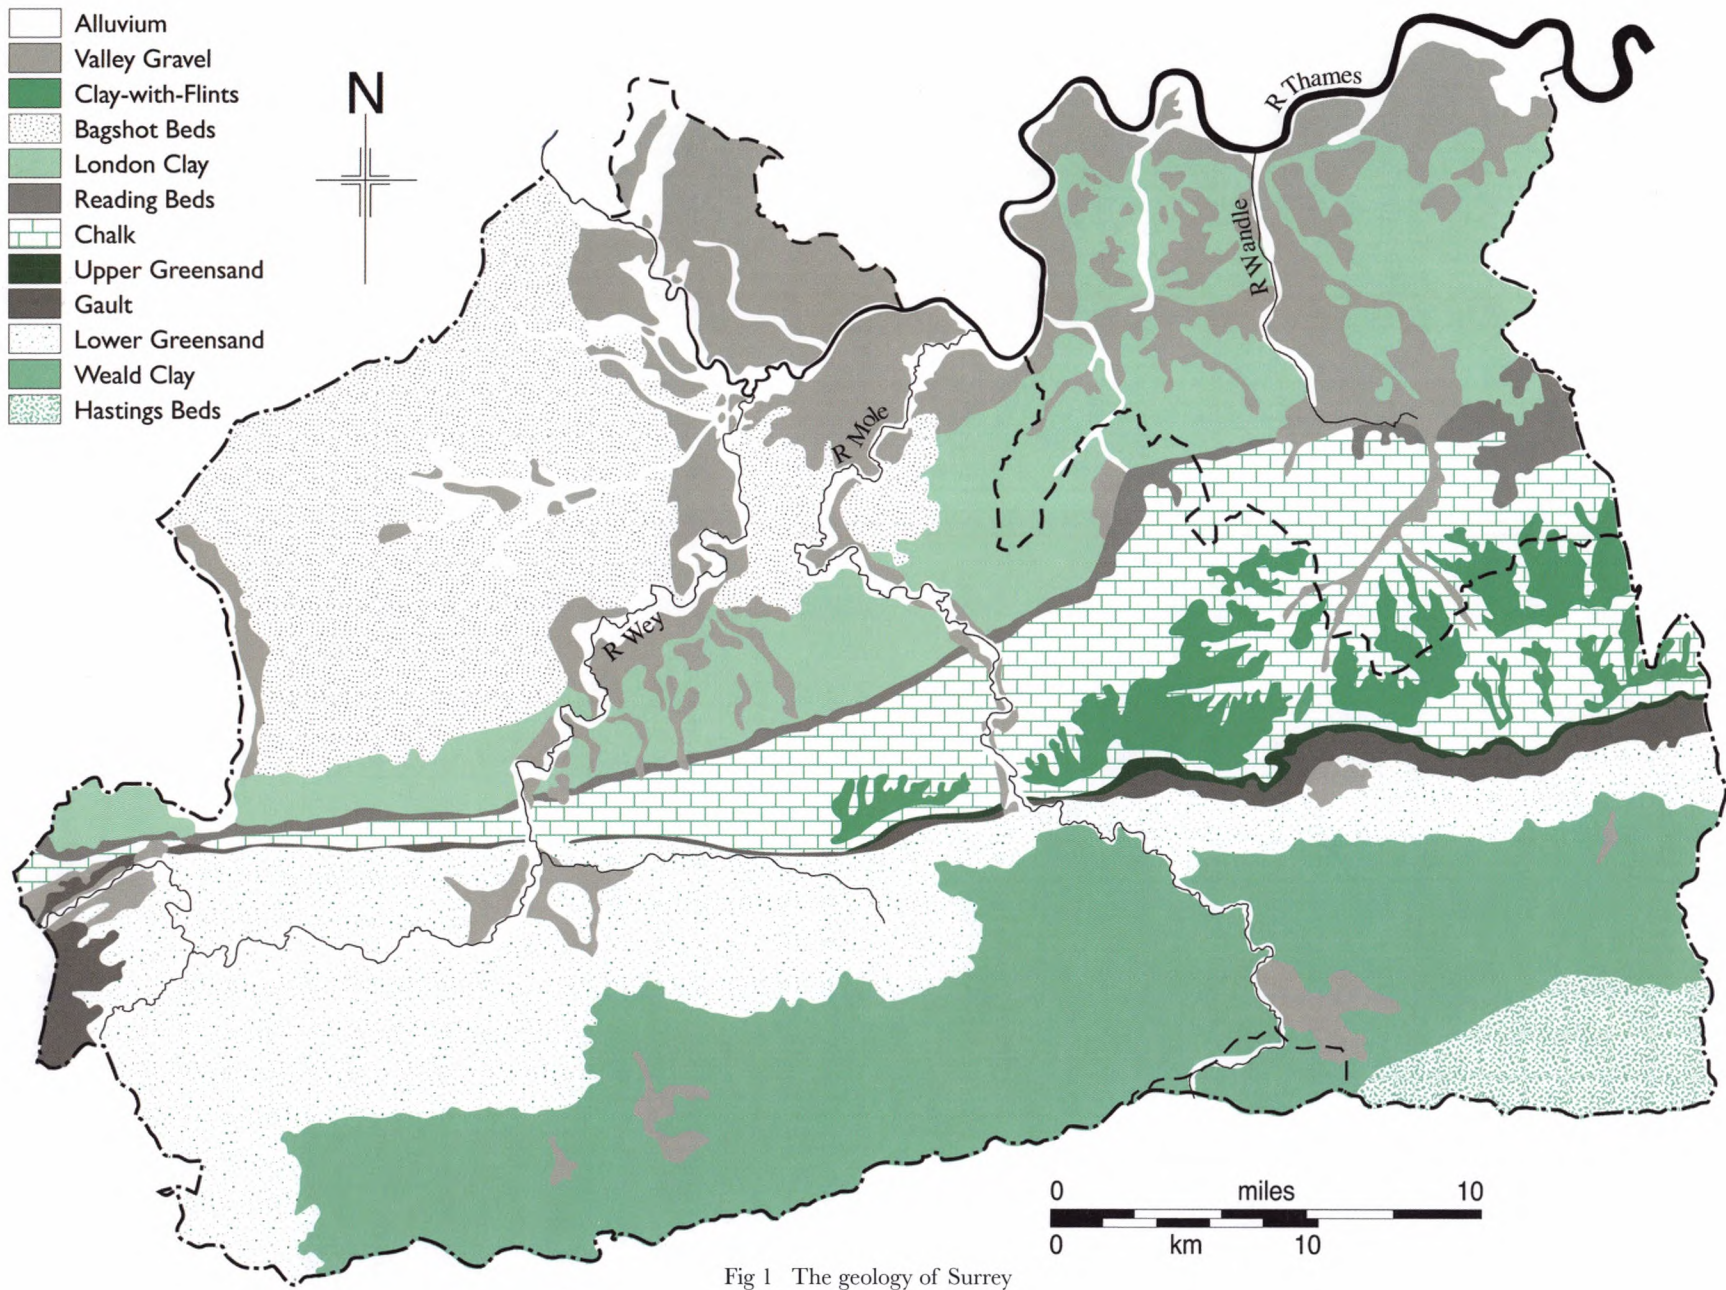 Alluvium
Valley Gravel
Clay-with-Flints
Bagshot Beds
London Clay
Reading Beds
Chalk
Upper Greensand
Gault
Lower Greensand
Weald Clay
Hastings Beds
N
R Thames
R Wandle
R Mole
R Wey
0 miles 10
0 km 10
Fig 1 The geology of Surrey